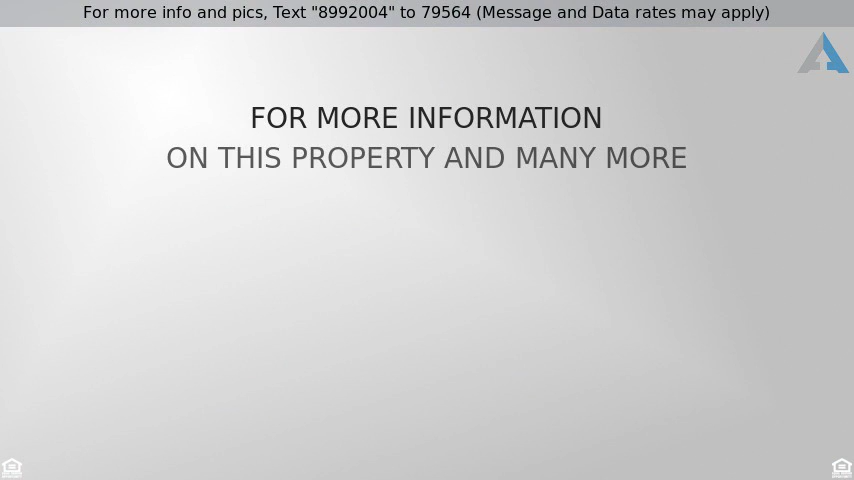 For more info and pics, Text "8992004" to 79564 (Message and Data rates may apply)
FOR MORE INFORMATION
ON THIS PROPERTY AND MANY MORE